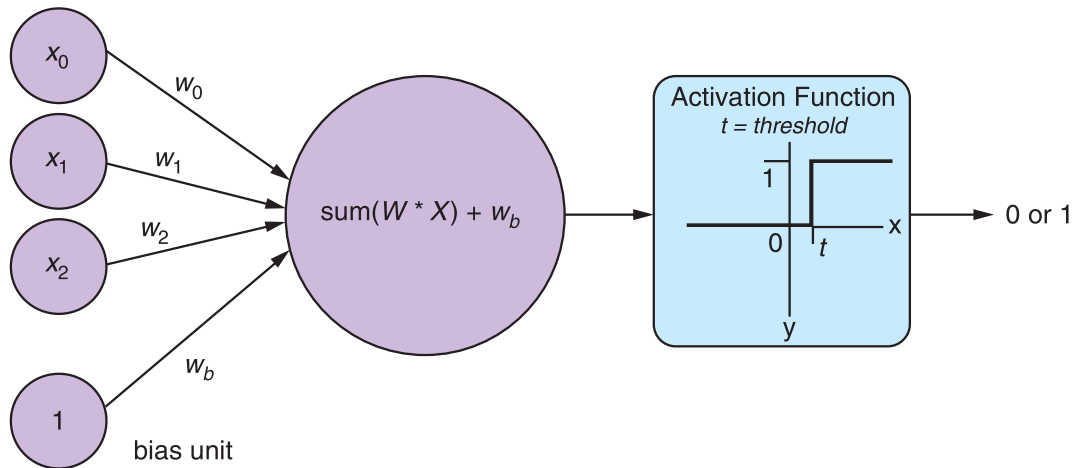 x0
w0
x1
w1
x2
w2
1
wb
bias unit
sum(W * X) + wb
Activation Function
t = threshold
1
0
t
x
y
0 or 1